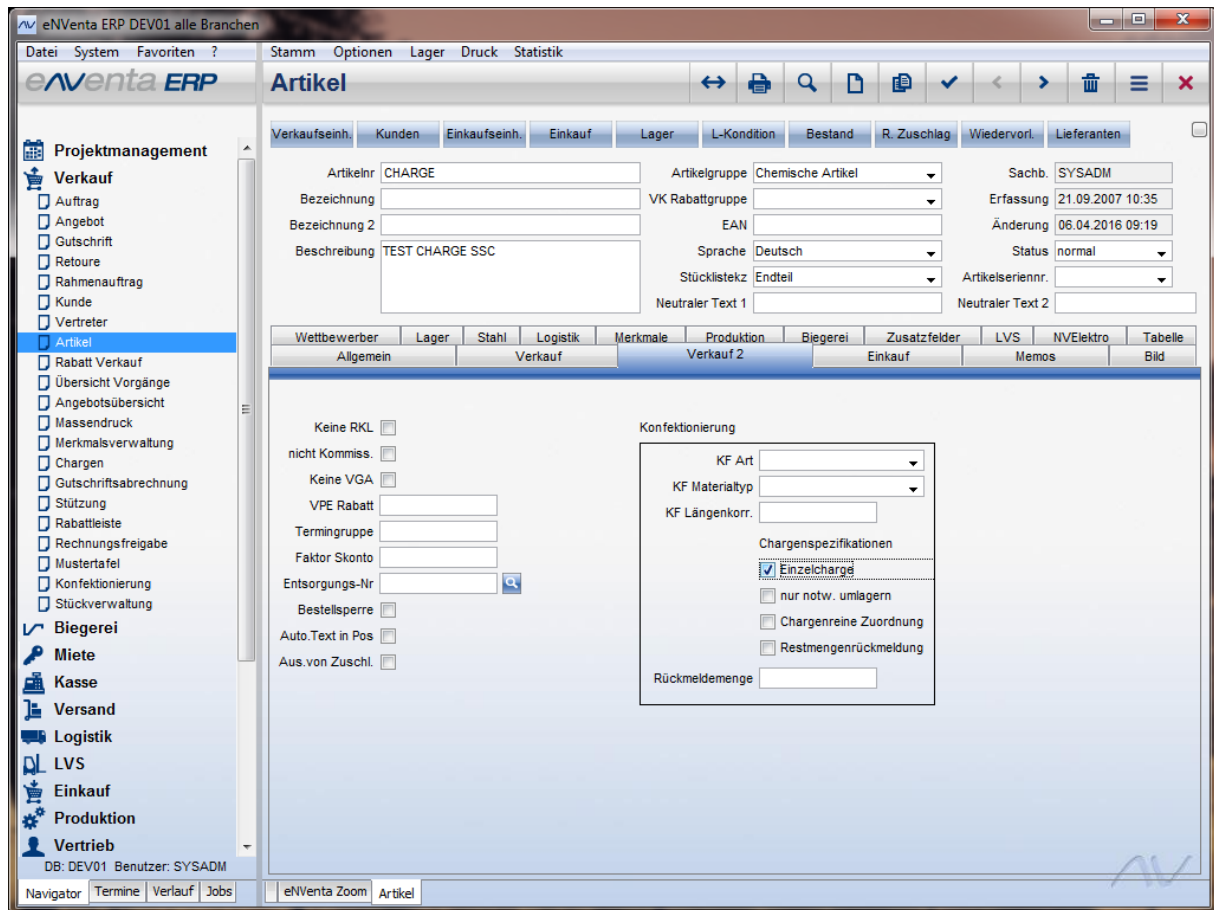 eNVenta ERP DEV01 alle Branchen
Datei System Favoriten ?
Stamm Optionen Lager Druck Statistik
eNVenta ERP
Artikel
Projektmanagement
Verkauf
Auftrag
Angebot
Gutschrift
Retoure
Rahmenauftrag
Kunde
Vertreter
Artikel
Rabatt Verkauf
Übersicht Vorgänge
Angebotsübersicht
Massendruck
Merkmalsverwaltung
Chargen
Gutschriftsabrechnung
Stützung
Rabattleiste
Rechnungsfreigabe
Mustertafel
Konfektionierung
Stückverwaltung
Biegerei
Miete
Kasse
Versand
Logistik
LVS
Einkauf
Produktion
Vertrieb
DB: DEV01 Benutzer: SYSADM
Navigator Termine Verlauf Jobs
Verkaufseinh. Kunden Einkaufseinh. Einkauf Lager L-Kondition Bestand R. Zuschlag Wiedervorl. Lieferanten
Artikelnr CHARGE Artikelgruppe Chemische Artikel Sachb. SYSADM
Bezeichnung VK Rabattgruppe Erfassung 21.09.2007 10:35
Bezeichnung 2 EAN Änderung 06.04.2016 09:19
Beschreibung TEST CHARGE SSC Sprache Deutsch Status normal
Stücklistekz Endteil Artikelseriennr.
Neutraler Text 1 Neutraler Text 2
Wettbewerber Lager Stahl Logistik Merkmale Produktion Biegerei Zusatzfelder LVS NVElektro Tabelle
Allgemein Verkauf Verkauf 2 Einkauf Memos Bild
Keine RKL
nicht Kommiss.
Keine VGA
VPE Rabatt
Termingruppe
Faktor Skonto
Entsorgungs-Nr
Bestellsperre
Auto.Text in Pos
Aus.von Zuschl.
Konfektionierung
KF Art
KF Materialtyp
KF Längenkorr.
Chargenspezifikationen
Einzelcharge
nur notw. umlagern
Chargenreine Zuordnung
Restmengenrückmeldung
Rückmeldemenge
eNVenta Zoom Artikel